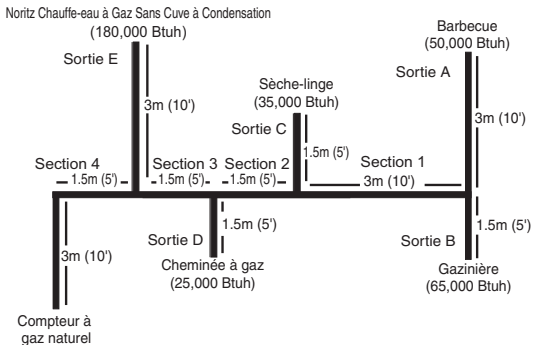 Noritz Chauffe-eau à Gaz Sans Cuve à Condensation
(180,000 Btuh)
Sortie E
3m (10')
Barbecue
(50,000 Btuh)
Sortie A
3m (10')
Sèche-linge
(35,000 Btuh)
Sortie C
1.5m (5')
Section 4
1.5m (5')
Section 3
1.5m (5')
Section 2
1.5m (5')
Section 1
3m (10')
3m (10')
Sortie D
1.5m (5')
Cheminée à gaz
(25,000 Btuh)
Sortie B
1.5m (5')
Gazinière
(65,000 Btuh)
Compteur à
gaz naturel